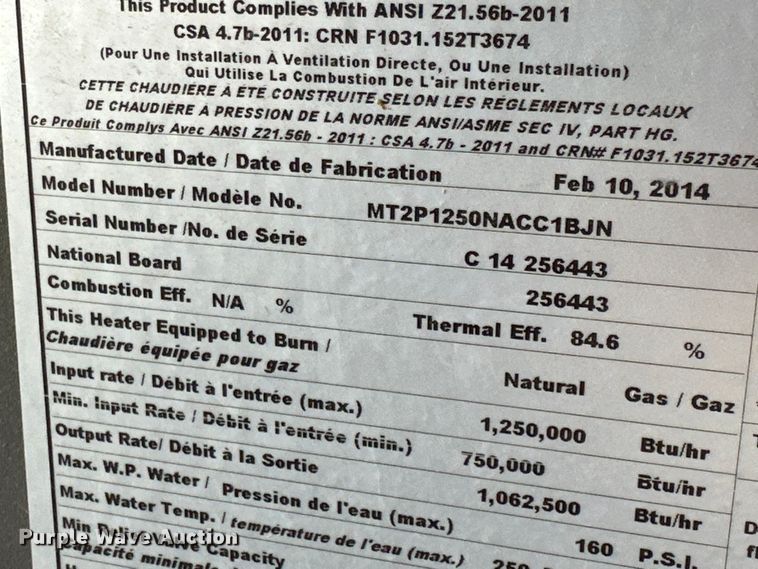 This Product Complies With ANSI Z21.56b-2011
CSA 4.7b-2011: CRN F1031.152T3674
(Pour Une Installation À Ventilation Directe, Ou Une Installation)
Qui Utilise La Combustion De L'air Intérieur.
CETTE CHAUDIÈRE A ÉTÉ CONSTRUITE SELON LES RÈGLEMENTS LOCAUX
DE CHAUDIÈRE A PRESSION DE LA NORME ANSI/ASME SEC IV, PART HG.
Ce Produit Complys Avec ANSI Z21.56b - 2011 : CSA 4.7b - 2011 and CRN# F1031.152T3674
Manufactured Date / Date de Fabrication Feb 10, 2014
Model Number / Modèle No. MT2P1250NACC1BJN
Serial Number /No. de Série C 14 256443
National Board 256443
Combustion Eff. N/A % Thermal Eff. 84.6 %
This Heater Equipped to Burn /
Chaudière équipée pour gaz Natural Gas / Gaz
Input rate / Débit à l'entrée (max.) 1,250,000 Btu/hr
Min. Input Rate / Débit à l'entrée (min.) 750,000 Btu/hr
Output Rate/ Débit à la Sortie 1,062,500 Btu/hr
Max. W.P. Water / Pression de l'eau (max.) 160 P.S.I.
Max. Water Temp. / température de l'eau (max.)
Min Relief Valve Capacity
Capacité minimale
Purple Wave Auction